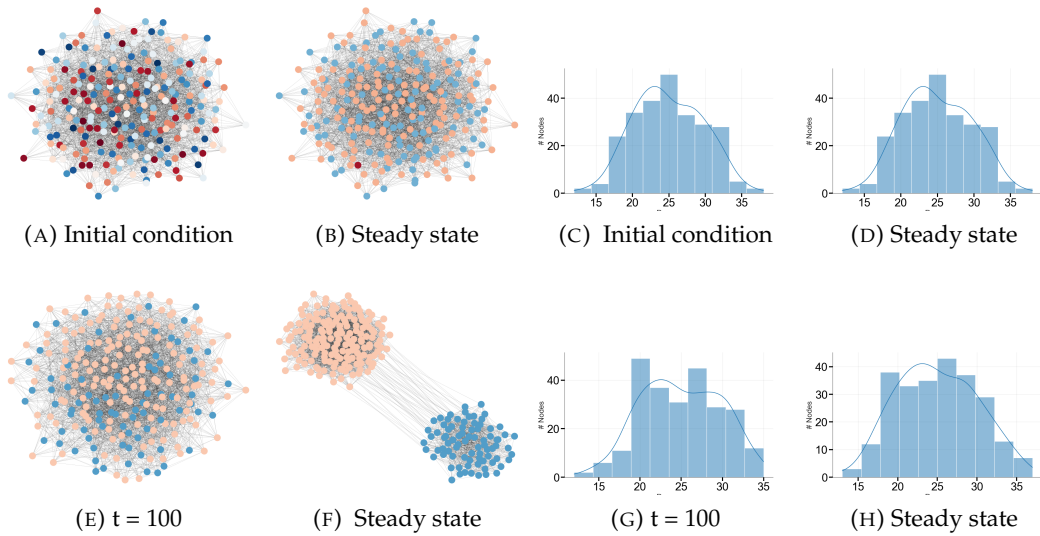 # Nodes
40
20
0
15 20 25 30 35
# Nodes
40
20
0
15 20 25 30 35
(A) Initial condition
(B) Steady state
(C) Initial condition
(D) Steady state
# Nodes
40
20
0
15 20 25 30 35
# Nodes
40
30
20
10
0
15 20 25 30 35
(E) t = 100
(F) Steady state
(G) t = 100
(H) Steady state